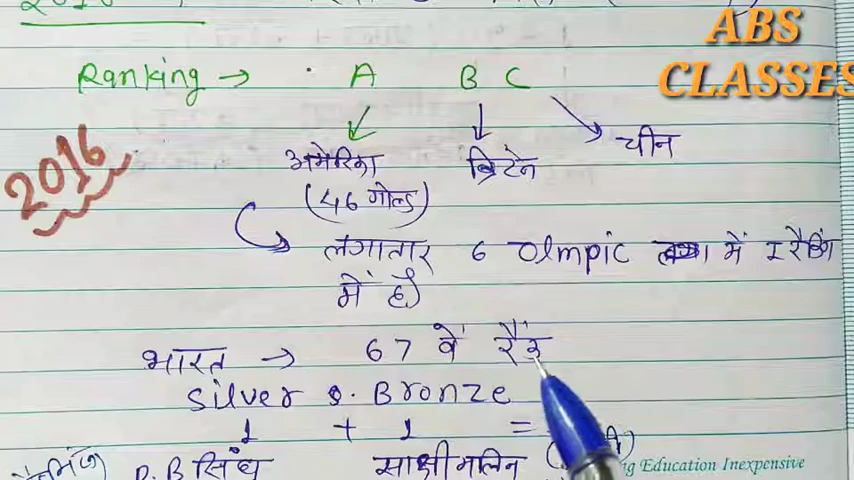 ABS
CLASSES
Ranking → A B C
2016
अमेरिका ब्रिटेन चीन
(46 गोल्ड)
लगातार 6 Olmpic में I रैंकिंग
में है
भारत → 67 वें रैंक
Silver & Bronze
1 + 1 =
P. B सिंध साक्षी मलिन
Education Inexpensive